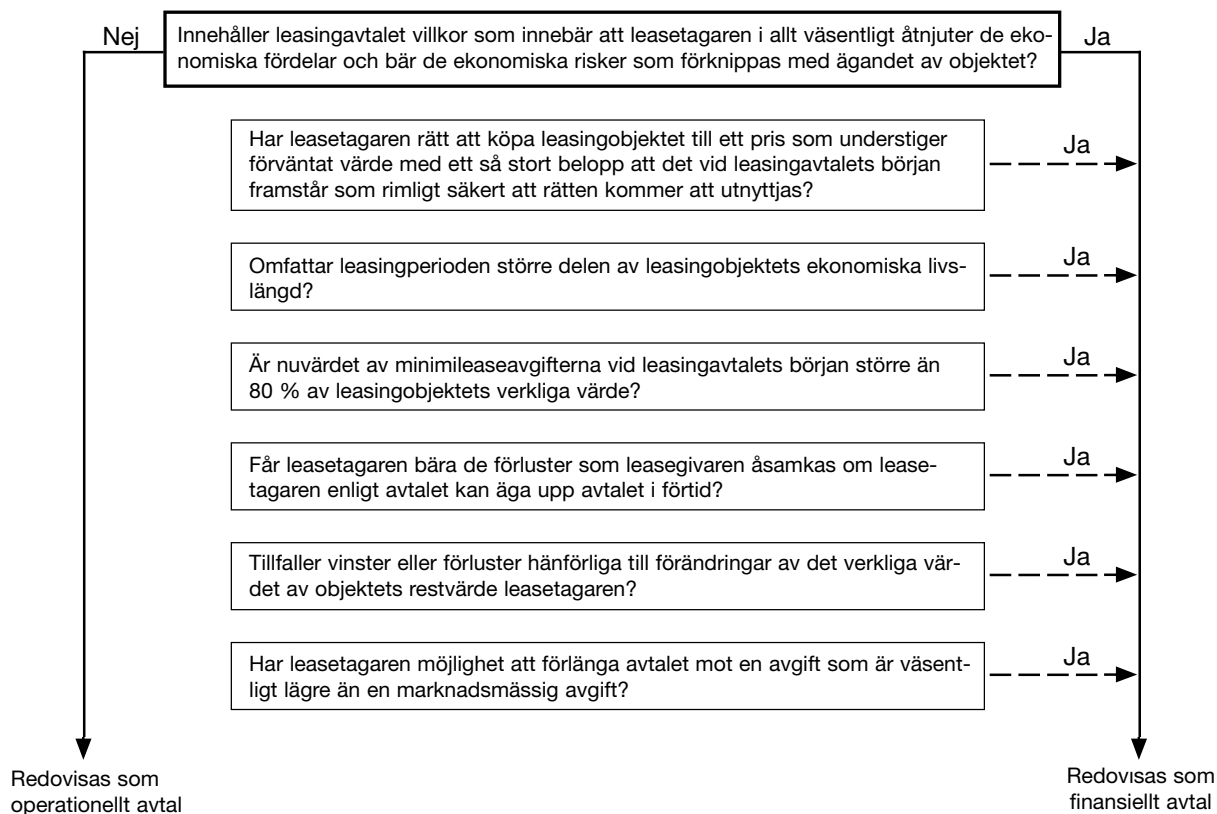 Nej
Innehåller leasingavtalet villkor som innebär att leasetagaren i allt väsentligt åtnjuter de eko-
nomiska fördelar och bär de ekonomiska risker som förknippas med ägandet av objektet?
Ja
Har leasetagaren rätt att köpa leasingobjektet till ett pris som understiger
förväntat värde med ett så stort belopp att det vid leasingavtalets början
framstår som rimligt säkert att rätten kommer att utnyttjas?
Ja
Omfattar leasingperioden större delen av leasingobjektets ekonomiska livs-
längd?
Ja
Är nuvärdet av minimileaseavgifterna vid leasingavtalets början större än
80 % av leasingobjektets verkliga värde?
Ja
Får leasetagaren bära de förluster som leasegivaren åsamkas om lease-
tagaren enligt avtalet kan äga upp avtalet i förtid?
Ja
Tillfaller vinster eller förluster hänförliga till förändringar av det verkliga vär-
det av objektets restvärde leasetagaren?
Ja
Har leasetagaren möjlighet att förlänga avtalet mot en avgift som är väsent-
ligt lägre än en marknadsmässig avgift?
Ja
Redovisas som
operationellt avtal
Redovisas som
finansiellt avtal